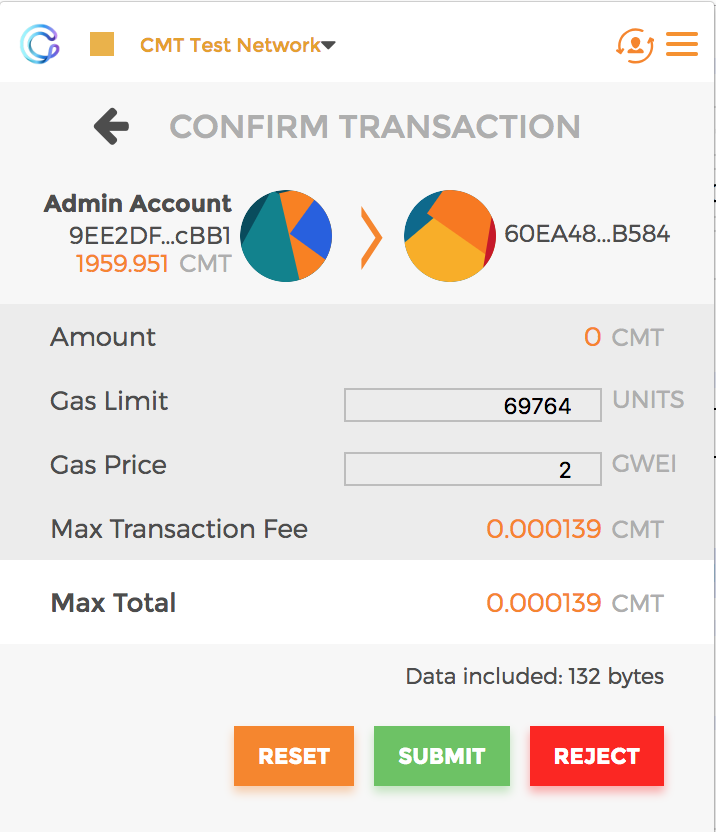 CMT Test Network
CONFIRM TRANSACTION
Admin Account
9EE2DF...cBB1
1959.951 CMT
60EA48...B584
Amount 0 CMT
Gas Limit 69764 UNITS
Gas Price 2 GWEI
Max Transaction Fee 0.000139 CMT
Max Total 0.000139 CMT
Data included: 132 bytes
RESET SUBMIT REJECT